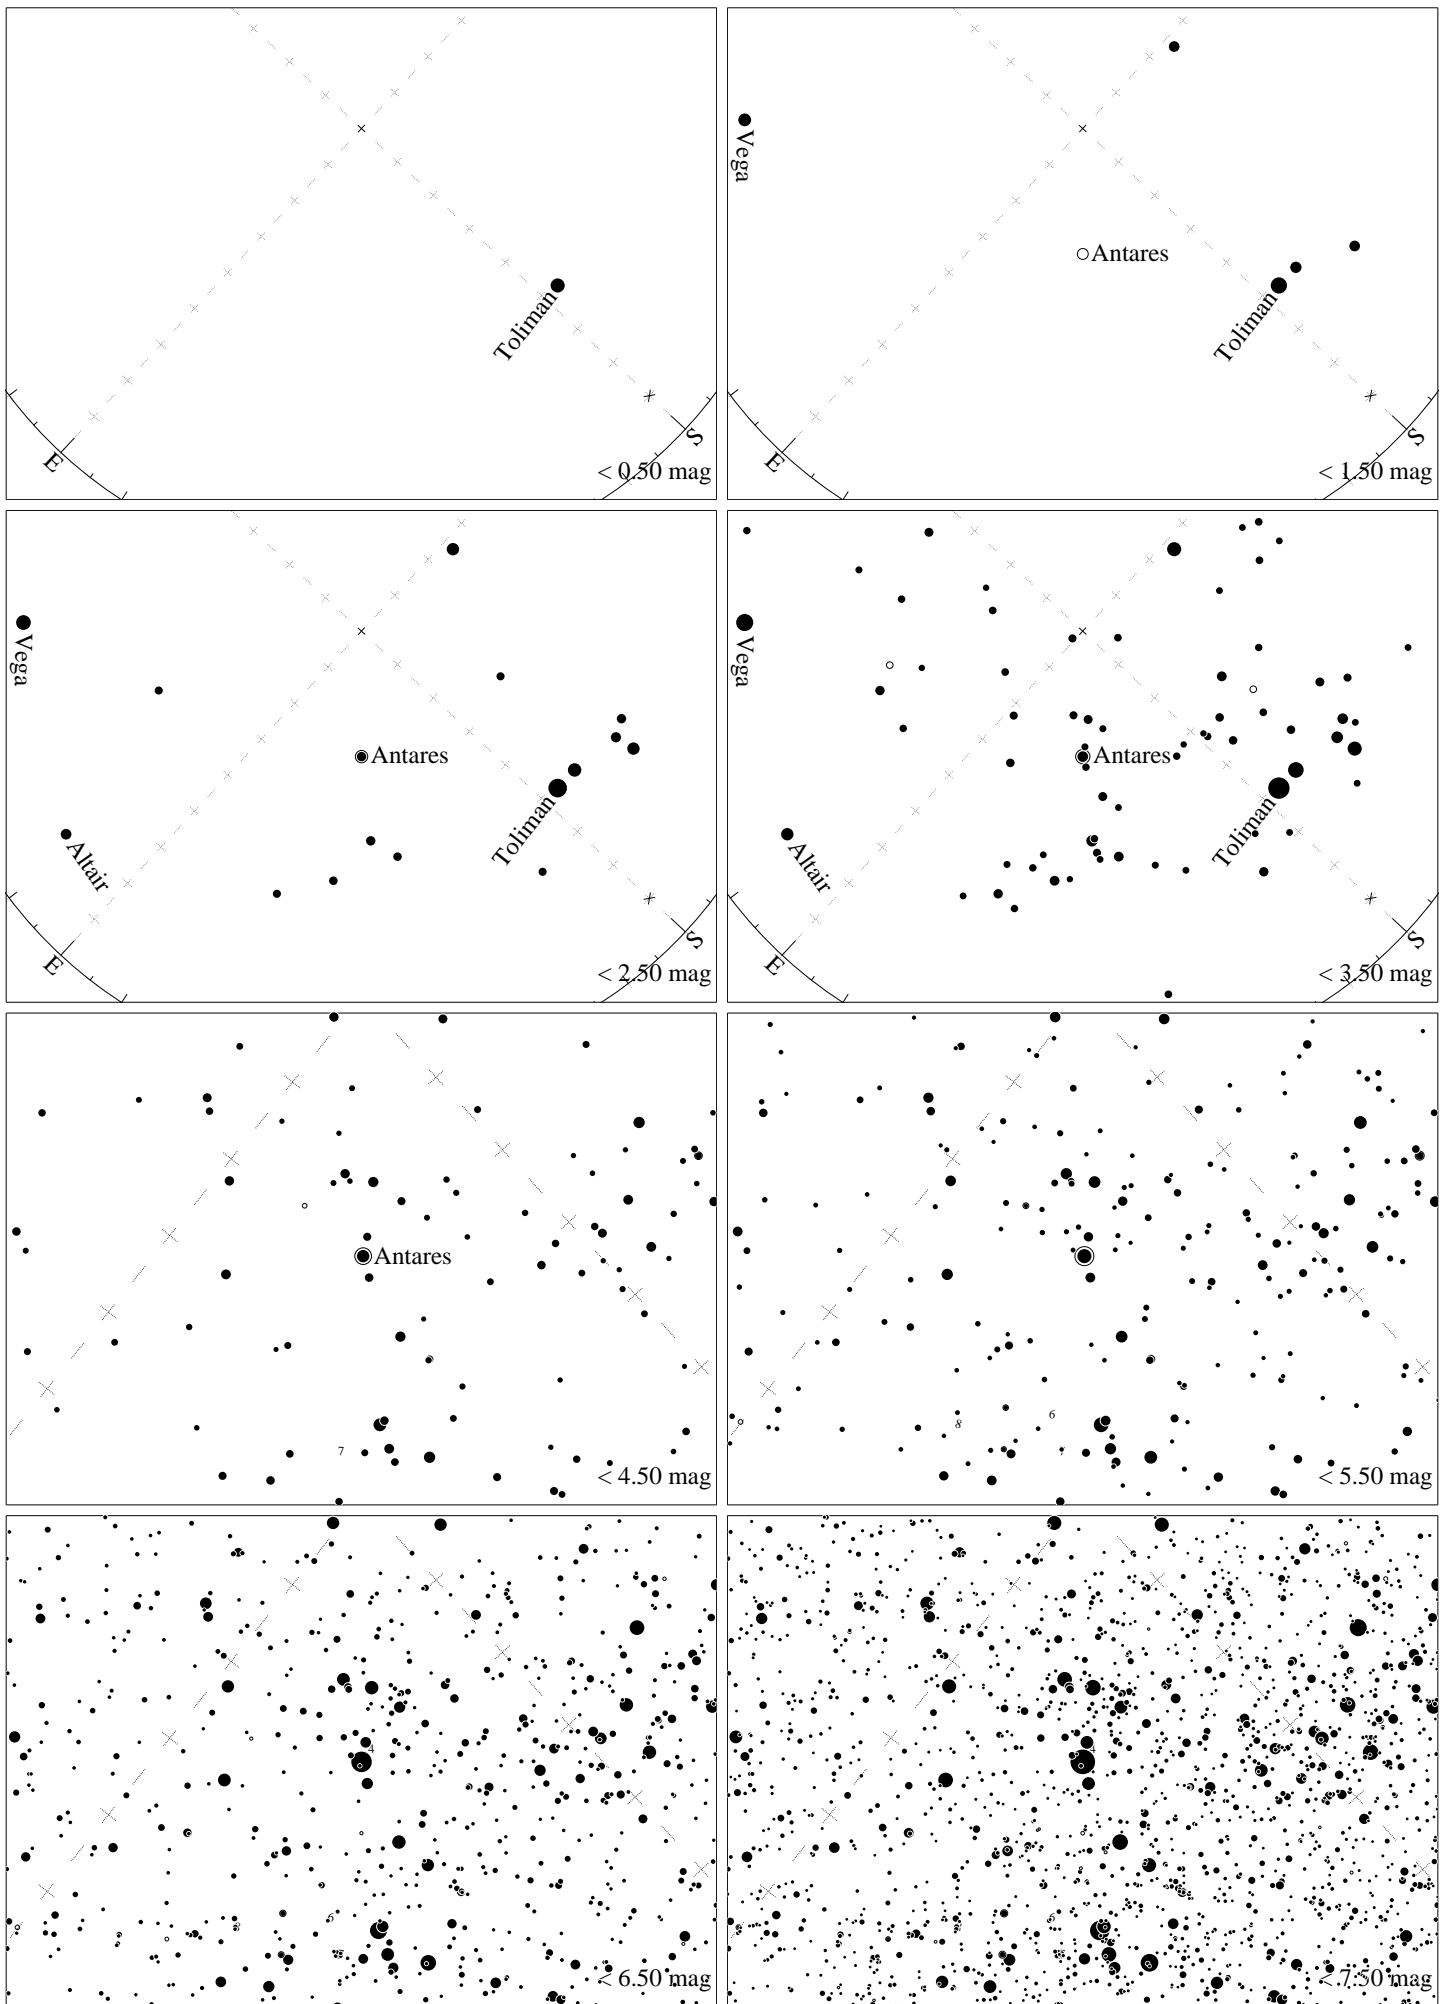 Toliman
E
S
< 0.50 mag
Vega
Antares
Toliman
E
S
< 1.50 mag
Vega
Antares
Toliman
Altair
E
S
< 2.50 mag
Vega
Antares
Toliman
Altair
E
S
< 3.50 mag
Antares
7
< 4.50 mag
8
6
< 5.50 mag
4
< 6.50 mag
< 7.50 mag